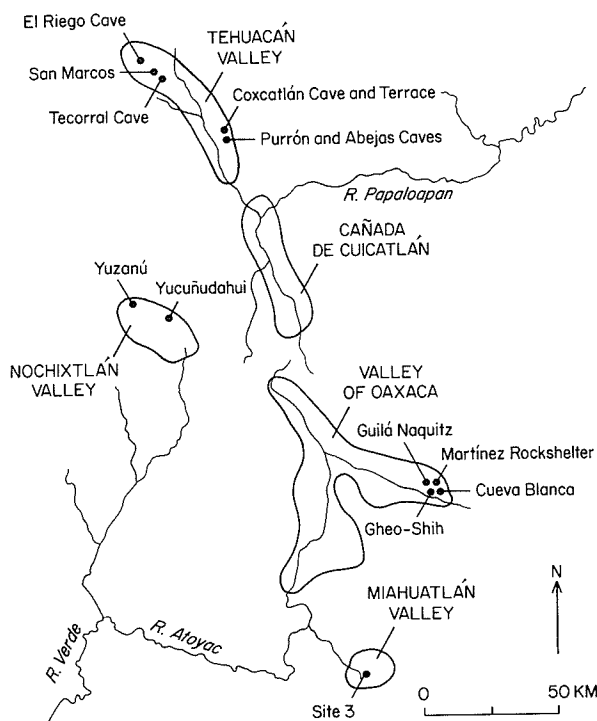 El Riego Cave
TEHUACÁN
VALLEY
San Marcos
Tecorral Cave
Coxcatlán Cave and Terrace
Purrón and Abejas Caves
R. Papaloapan
CAÑADA
DE CUICATLÁN
Yuzanú
Yucuñudahui
NOCHIXTLÁN
VALLEY
VALLEY
OF OAXACA
Guilá Naquitz
Martínez Rockshelter
Cueva Blanca
Gheo-Shih
MIAHUATLÁN
VALLEY
N
R. Atoyac
R. Verde
Site 3
0 50 KM